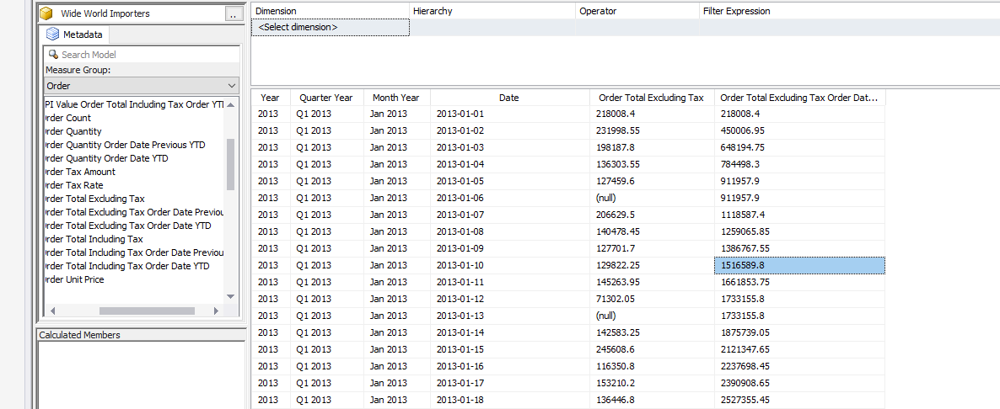 Wide World Importers ..
Dimension Hierarchy Operator Filter Expression
<Select dimension>
Metadata
Search Model
Measure Group:
Order
PI Value Order Total Including Tax Order YTI
rder Count
rder Quantity
rder Quantity Order Date Previous YTD
rder Quantity Order Date YTD
rder Tax Amount
rder Tax Rate
rder Total Excluding Tax
rder Total Excluding Tax Order Date Previou
rder Total Excluding Tax Order Date YTD
rder Total Including Tax
rder Total Including Tax Order Date Previou
rder Total Including Tax Order Date YTD
rder Unit Price
Calculated Members
Year Quarter Year Month Year Date Order Total Excluding Tax Order Total Excluding Tax Order Dat...
2013 Q1 2013 Jan 2013 2013-01-01 218008.4 218008.4
2013 Q1 2013 Jan 2013 2013-01-02 231998.55 450006.95
2013 Q1 2013 Jan 2013 2013-01-03 198187.8 648194.75
2013 Q1 2013 Jan 2013 2013-01-04 136303.55 784498.3
2013 Q1 2013 Jan 2013 2013-01-05 127459.6 911957.9
2013 Q1 2013 Jan 2013 2013-01-06 (null) 911957.9
2013 Q1 2013 Jan 2013 2013-01-07 206629.5 1118587.4
2013 Q1 2013 Jan 2013 2013-01-08 140478.45 1259065.85
2013 Q1 2013 Jan 2013 2013-01-09 127701.7 1386767.55
2013 Q1 2013 Jan 2013 2013-01-10 129822.25 1516589.8
2013 Q1 2013 Jan 2013 2013-01-11 145263.95 1661853.75
2013 Q1 2013 Jan 2013 2013-01-12 71302.05 1733155.8
2013 Q1 2013 Jan 2013 2013-01-13 (null) 1733155.8
2013 Q1 2013 Jan 2013 2013-01-14 142583.25 1875739.05
2013 Q1 2013 Jan 2013 2013-01-15 245608.6 2121347.65
2013 Q1 2013 Jan 2013 2013-01-16 116350.8 2237698.45
2013 Q1 2013 Jan 2013 2013-01-17 153210.2 2390908.65
2013 Q1 2013 Jan 2013 2013-01-18 136446.8 2527355.45